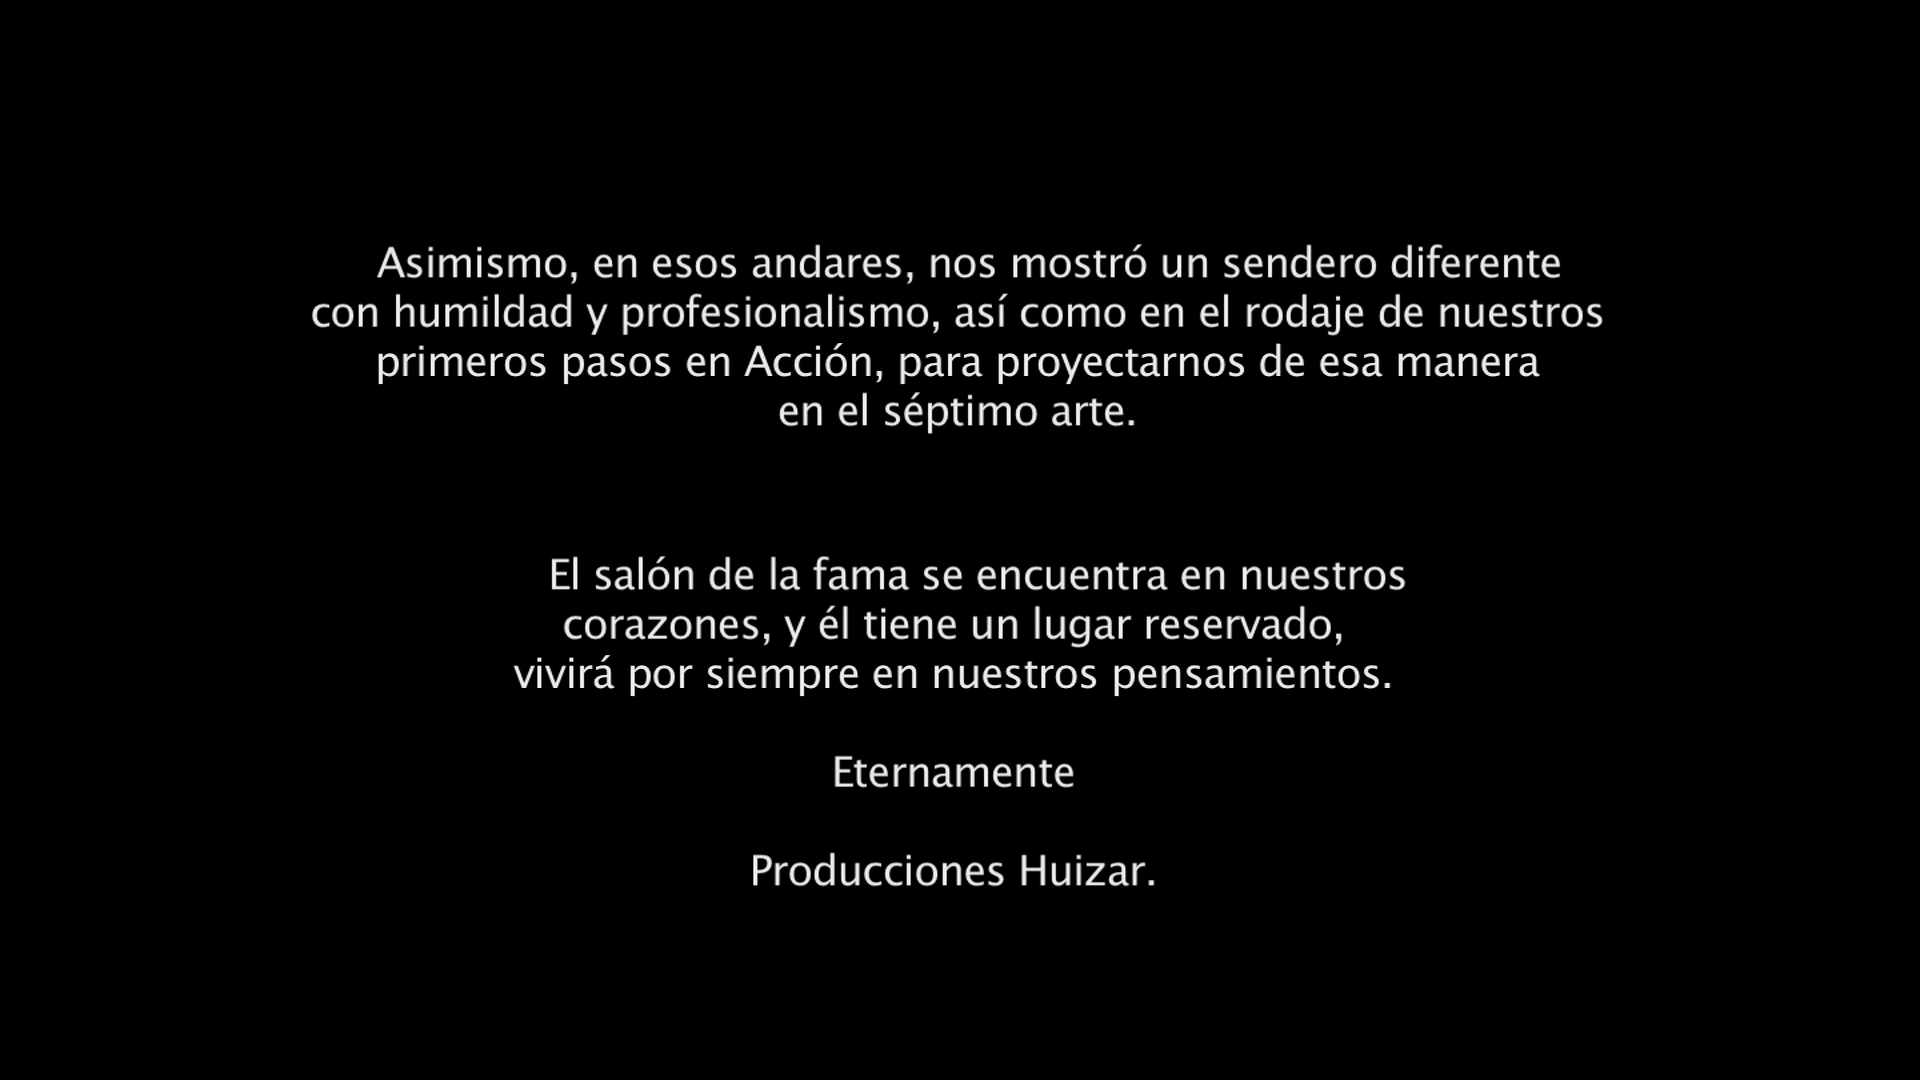 Asimismo, en esos andares, nos mostró un sendero diferente
con humildad y profesionalismo, así como en el rodaje de nuestros
primeros pasos en Acción, para proyectarnos de esa manera
en el séptimo arte.
El salón de la fama se encuentra en nuestros
corazones, y él tiene un lugar reservado,
vivirá por siempre en nuestros pensamientos.
Eternamente
Producciones Huizar.